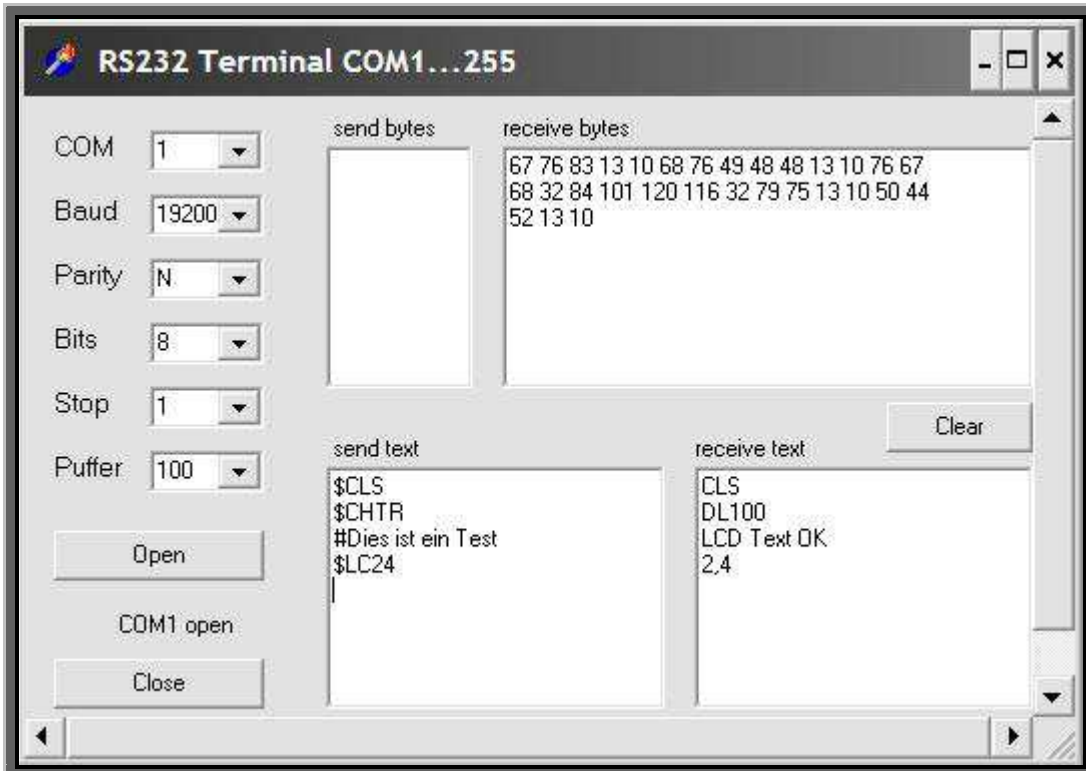 RS232 Terminal COM1...255
COM 1
Baud 19200
Parity N
Bits 8
Stop 1
Puffer 100
Open
COM1 open
Close
send bytes
receive bytes
67 76 83 13 10 68 76 49 48 48 13 10 76 67
68 32 84 101 120 116 32 79 75 13 10 50 44
52 13 10
Clear
send text
$CLS
$CHTR
#Dies ist ein Test
$LC24
receive text
CLS
DL100
LCD Text OK
2,4